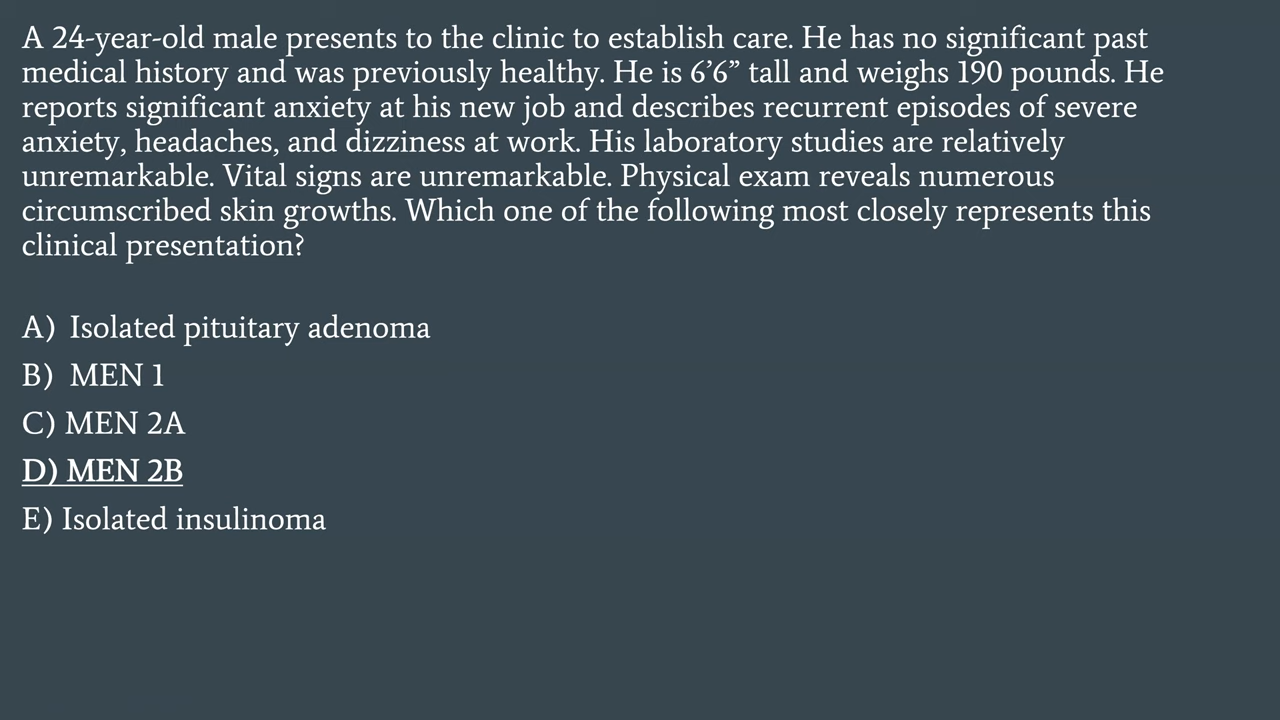 A 24-year-old male presents to the clinic to establish care. He has no significant past
medical history and was previously healthy. He is 6’6” tall and weighs 190 pounds. He
reports significant anxiety at his new job and describes recurrent episodes of severe
anxiety, headaches, and dizziness at work. His laboratory studies are relatively
unremarkable. Vital signs are unremarkable. Physical exam reveals numerous
circumscribed skin growths. Which one of the following most closely represents this
clinical presentation?
A) Isolated pituitary adenoma
B) MEN 1
C) MEN 2A
D) MEN 2B
E) Isolated insulinoma